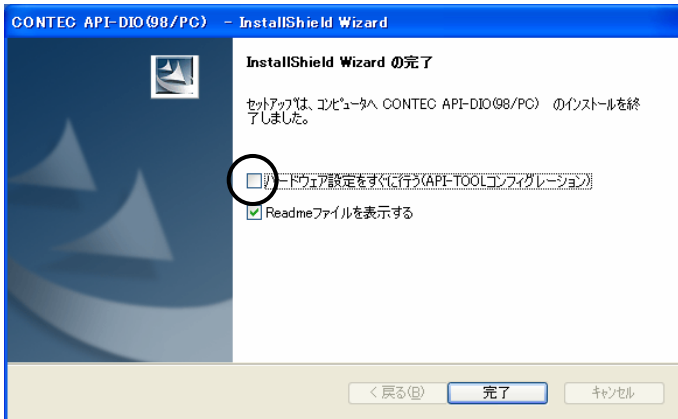 CONTEC API-DIO(98/PC) - InstallShield Wizard
InstallShield Wizard の完了
セットアップは、コンピュータへ CONTEC API-DIO(98/PC) のインストールを終
了しました。
ハードウェア設定をすぐに行う(API-TOOLコンフィグレーション)
Readmeファイルを表示する
< 戻る(B)
完了
キャンセル